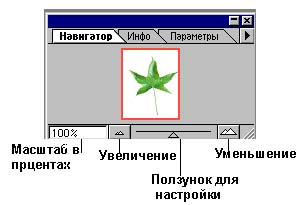 Навигатор Инфо Параметры
100%
Масштаб в
прцентах
Увеличение
Уменьшение
Ползунок для
настройки